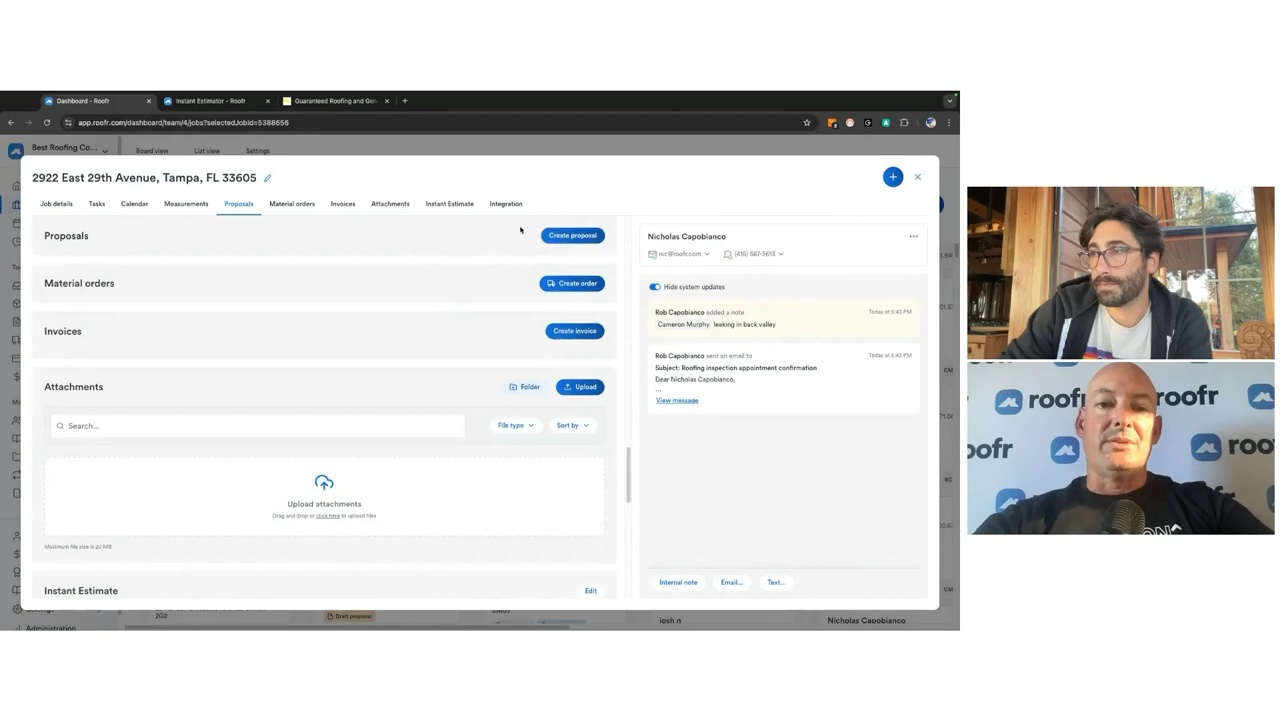 Dashboard - Roofr
Instant Estimator - Roofr
Guaranteed Roofing and Gen
app.roofr.com/dashboard/team/4/jobs?selectedJobId=5388656
Best Roofing Co...
Board view
List view
Settings
2922 East 29th Avenue, Tampa, FL 33605
Job details
Tasks
Calendar
Measurements
Proposals
Material orders
Invoices
Attachments
Instant Estimate
Integration
Proposals
Create proposal
Material orders
Create order
Invoices
Create invoice
Attachments
Folder
Upload
Search...
File type
Sort by
Upload attachments
Drag and drop or click here to upload files
Maximum file size is 20 MB
Instant Estimate
Edit
Nicholas Capobianco
nic@roofr.com
(416) 587-5613
Hide system updates
Rob Capobianco added a note
Today at 5:43 PM
Cameron Murphy leaking in back valley
Rob Capobianco sent an email to
Today at 5:43 PM
Subject: Roofing inspection appointment confirmation
Dear Nicholas Capobianco,
...
View message
Internal note
Email...
Text...
Draft proposal
josh n
Nicholas Capobianco
Administration
roofr
roofr